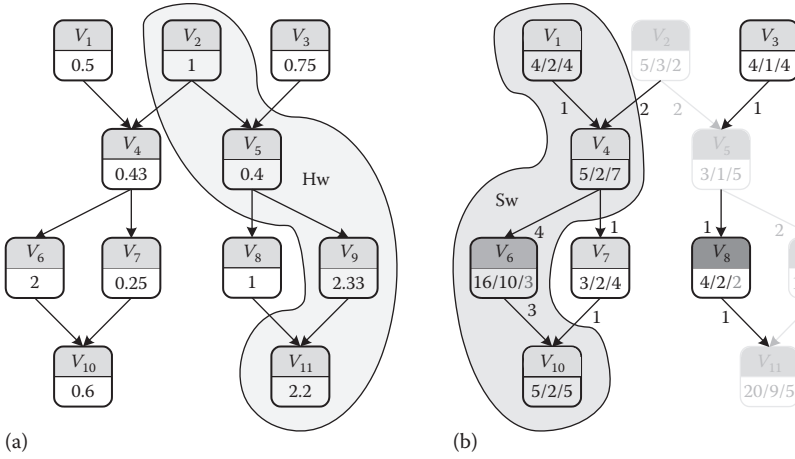 V1
0.5
V2
1
V3
0.75
V4
0.43
V5
0.4
Hw
V6
2
V7
0.25
V8
1
V9
2.33
V10
0.6
V11
2.2
(a)
V1
4/2/4
V2
5/3/2
V3
4/1/4
1
2
2
1
V4
5/2/7
V5
3/1/5
Sw
4
1
1
2
V6
16/10/3
V7
3/2/4
V8
4/2/2
3
1
1
V10
5/2/5
V11
20/9/5
(b)